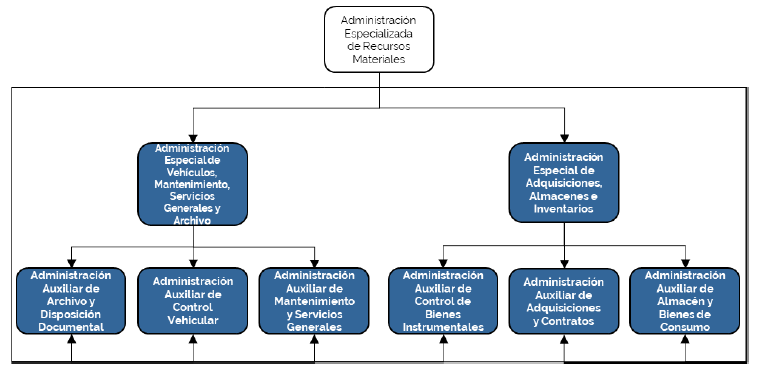 Administración
Especializada
de Recursos
Materiales
Administración
Especial de
Vehículos,
Mantenimiento,
Servicios
Generales y
Archivo
Administración
Especial de
Adquisiciones,
Almacenes e
Inventarios
Administración
Auxiliar de
Archivo y
Disposición
Documental
Administración
Auxiliar de
Control
Vehicular
Administración
Auxiliar de
Mantenimiento
y Servicios
Generales
Administración
Auxiliar de
Control de
Bienes
Instrumentales
Administración
Auxiliar de
Adquisiciones
y Contratos
Administración
Auxiliar de
Almacén y
Bienes de
Consumo